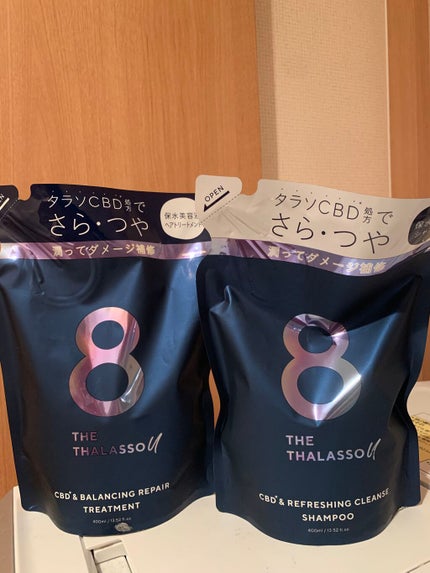 タラソCBD処方で
さら・つや
保水美容液
ヘアトリートメント
潤ってダメージ補修
8
THE
THALASSO u
CBD* & BALANCING REPAIR
TREATMENT
400ml / 13.52 fl oz
OPEN
タラソCBD処方で
さら・つや
潤ってダメージ補修
8
THE
THALASSO u
CBD* & REFRESHING CLEANSE
SHAMPOO
400ml / 13.52 fl oz